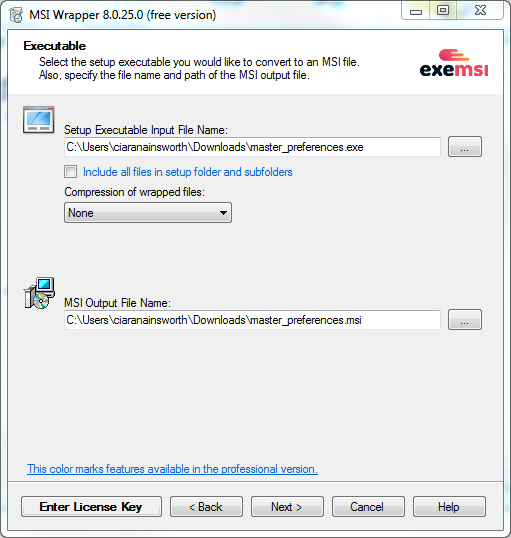 MSI Wrapper 8.0.25.0 (free version)
Executable
Select the setup executable you would like to convert to an MSI file.
Also, specify the file name and path of the MSI output file.
exemsi
Setup Executable Input File Name:
C:\Users\ciaranainsworth\Downloads\master_preferences.exe
...
Include all files in setup folder and subfolders
Compression of wrapped files:
None
MSI Output File Name:
C:\Users\ciaranainsworth\Downloads\master_preferences.msi
...
This color marks features available in the professional version.
Enter License Key
< Back
Next >
Cancel
Help